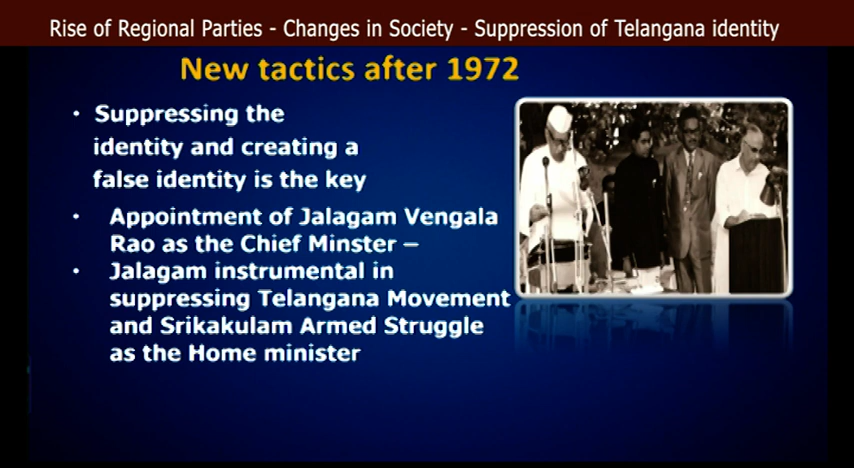 Rise of Regional Parties - Changes in Society - Suppression of Telangana identity
New tactics after 1972
• Suppressing the
identity and creating a
false identity is the key
• Appointment of Jalagam Vengala
Rao as the Chief Minster –
• Jalagam instrumental in
suppressing Telangana Movement
and Srikakulam Armed Struggle
as the Home minister